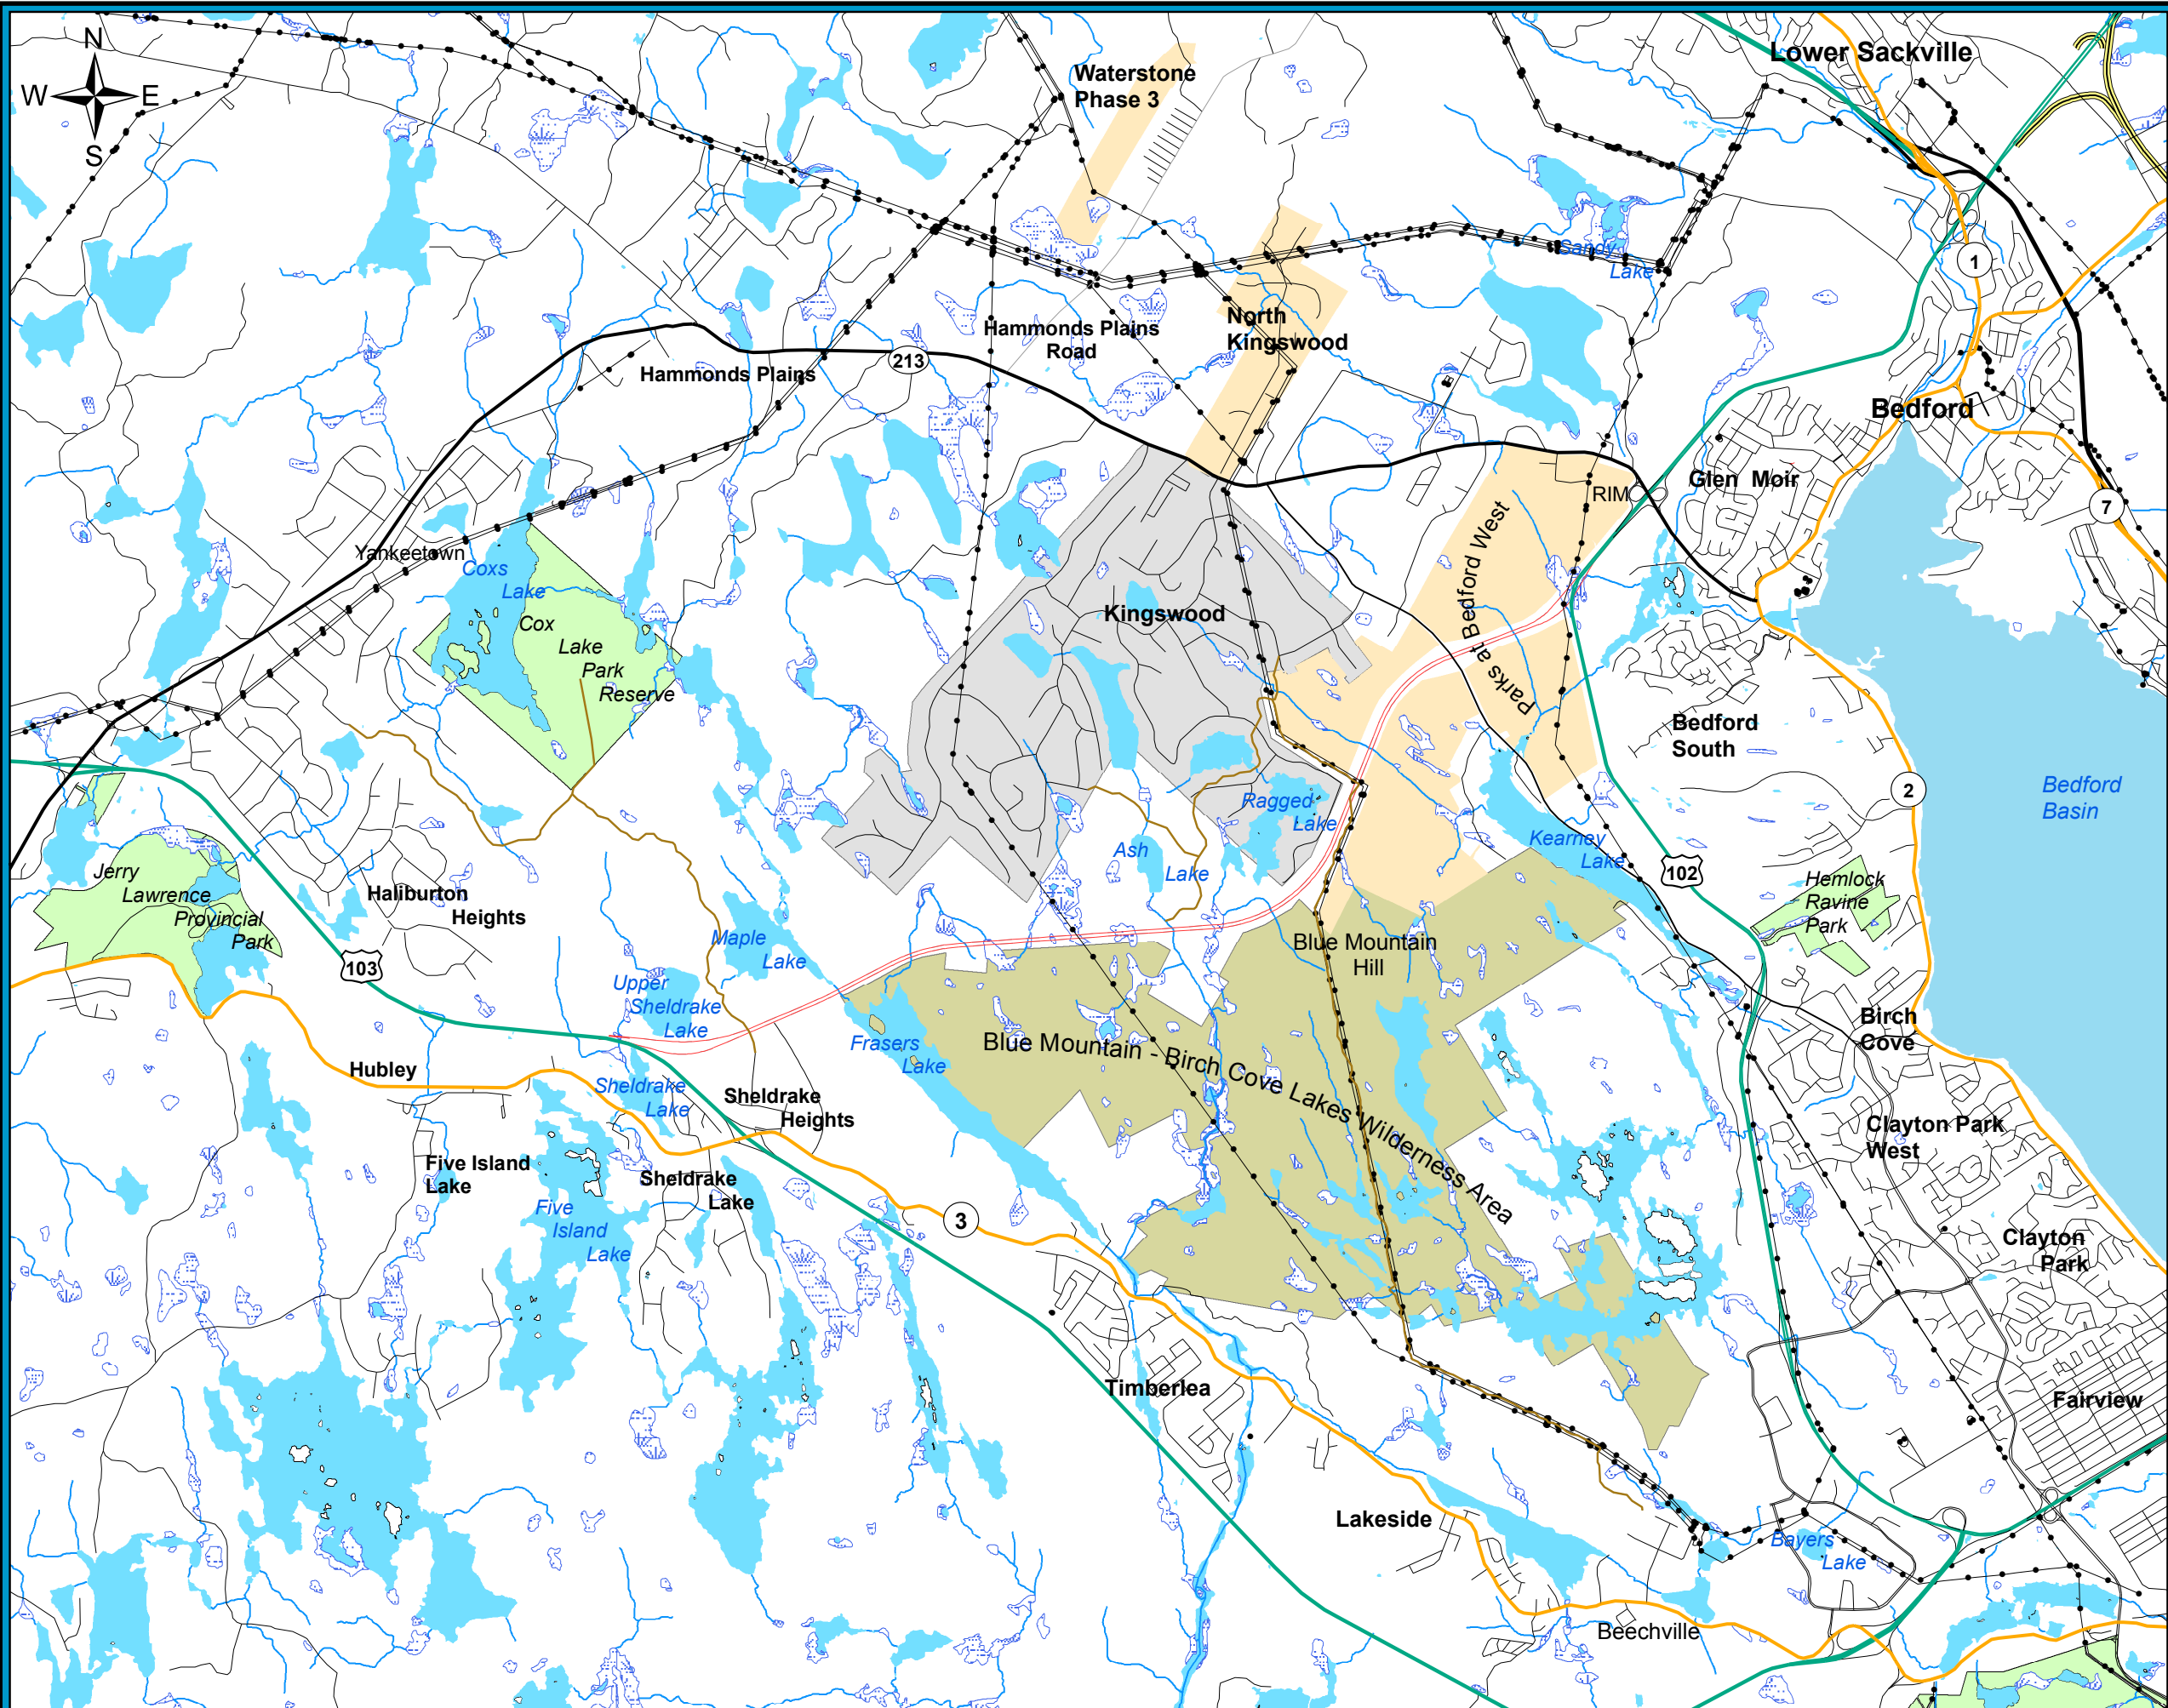 N
W
E
S
Waterstone
Phase 3
Lower Sackville
1
Sandy
Lake
North
Kingswood
Hammonds Plains
Road
213
Hammonds Plains
Bedford
Glen Moir
RIM
7
Parks at Bedford West
Yankeetown
Coxs
Lake
Cox
Lake
Park
Reserve
Kingswood
Bedford
South
Bedford
Basin
2
Ragged
Lake
Ash
Lake
Kearney
Lake
102
Hemlock
Ravine
Park
Jerry
Lawrence
Provincial
Park
Haliburton
Heights
103
Maple
Lake
Upper
Sheldrake
Lake
Blue Mountain
Hill
Birch
Cove
Frasers
Lake
Blue Mountain - Birch Cove Lakes Wilderness Area
Hubley
Sheldrake
Lake
Sheldrake
Heights
Clayton Park
West
Five Island
Lake
Sheldrake
Lake
Five
Island
Lake
3
Clayton
Park
Timberlea
Fairview
Lakeside
Bayers
Lake
Beechville